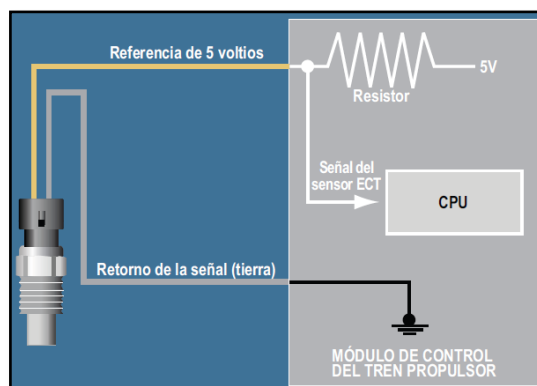 Referencia de 5 voltios
5V
Resistor
Señal del
sensor ECT
CPU
Retorno de la señal (tierra)
MÓDULO DE CONTROL
DEL TREN PROPULSOR